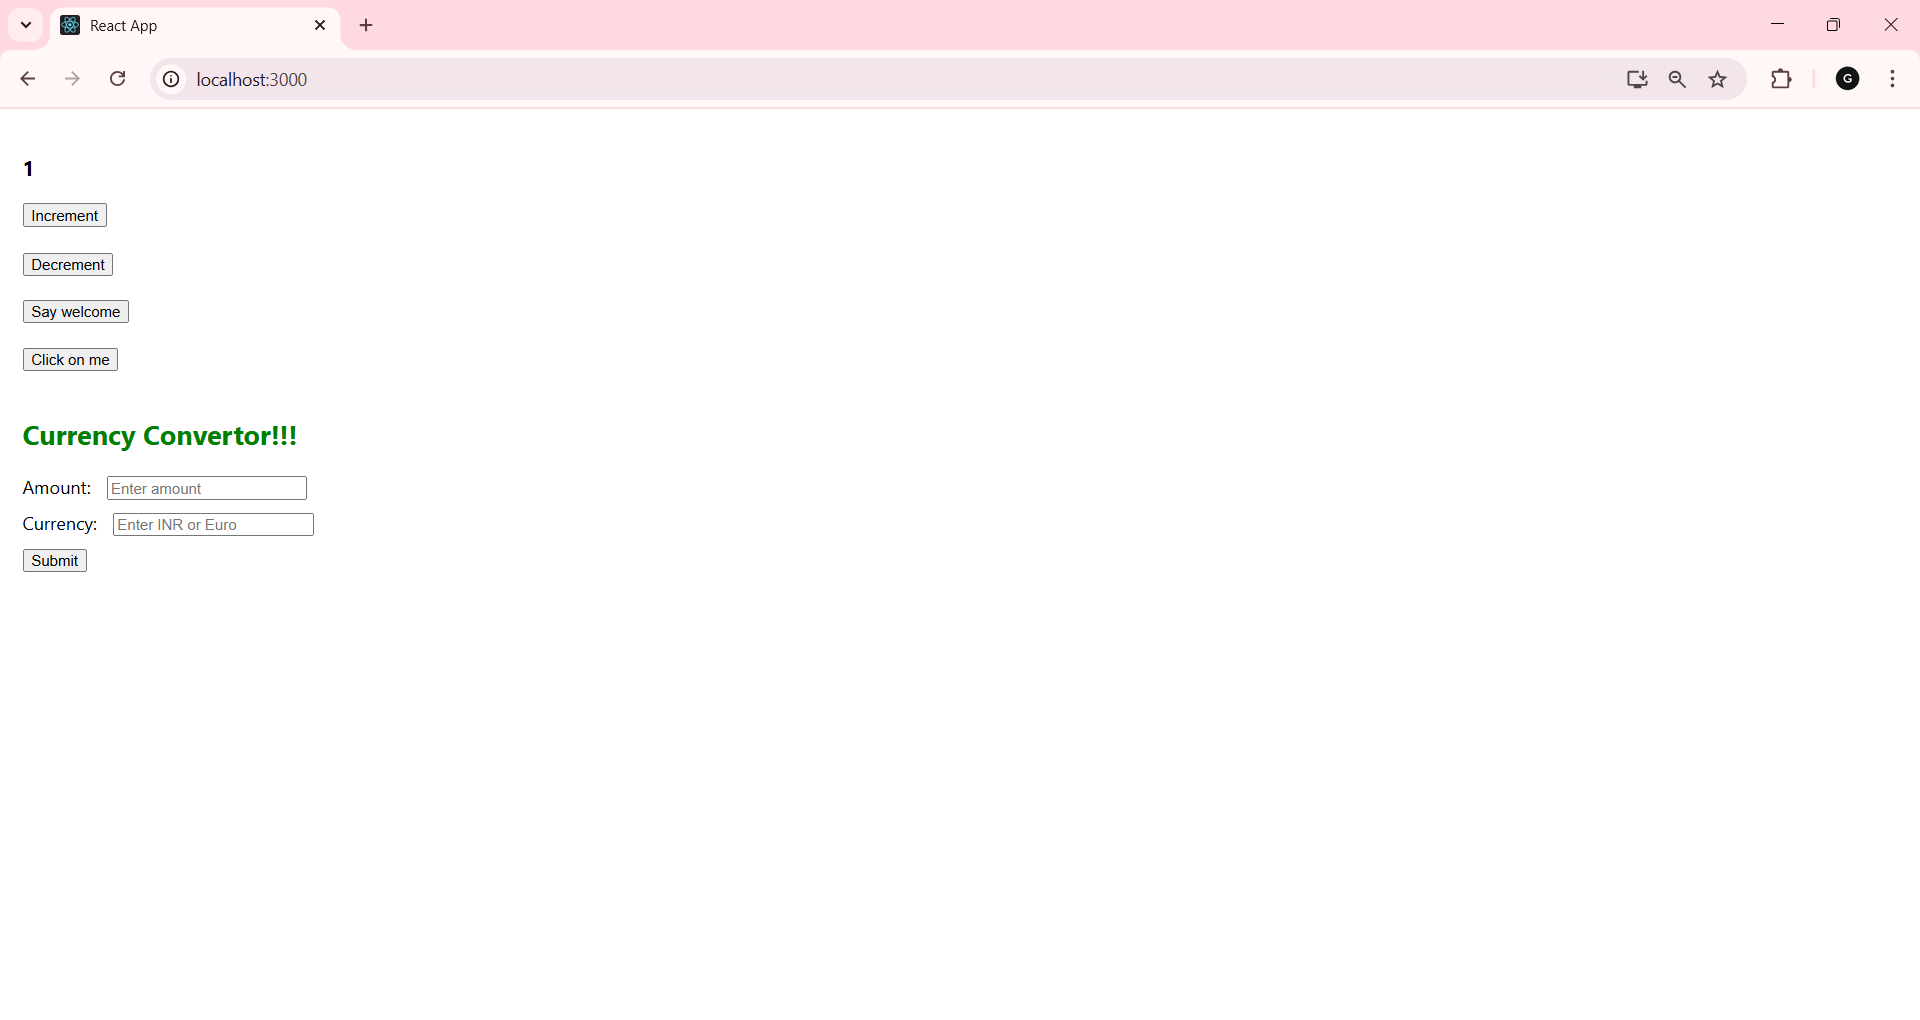 React App
localhost:3000
G
1
Increment
Decrement
Say welcome
Click on me
Currency Convertor!!!
Amount: Enter amount
Currency: Enter INR or Euro
Submit